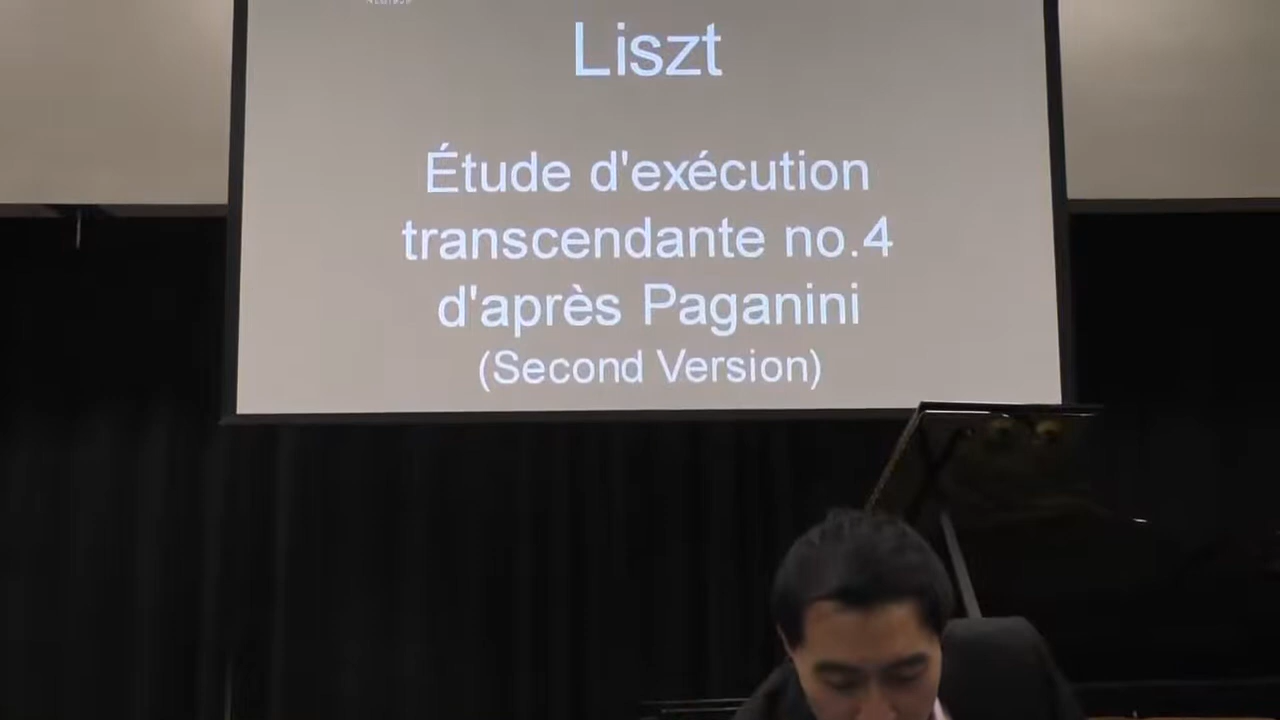 Liszt
Étude d'exécution
transcendante no.4
d'après Paganini
(Second Version)